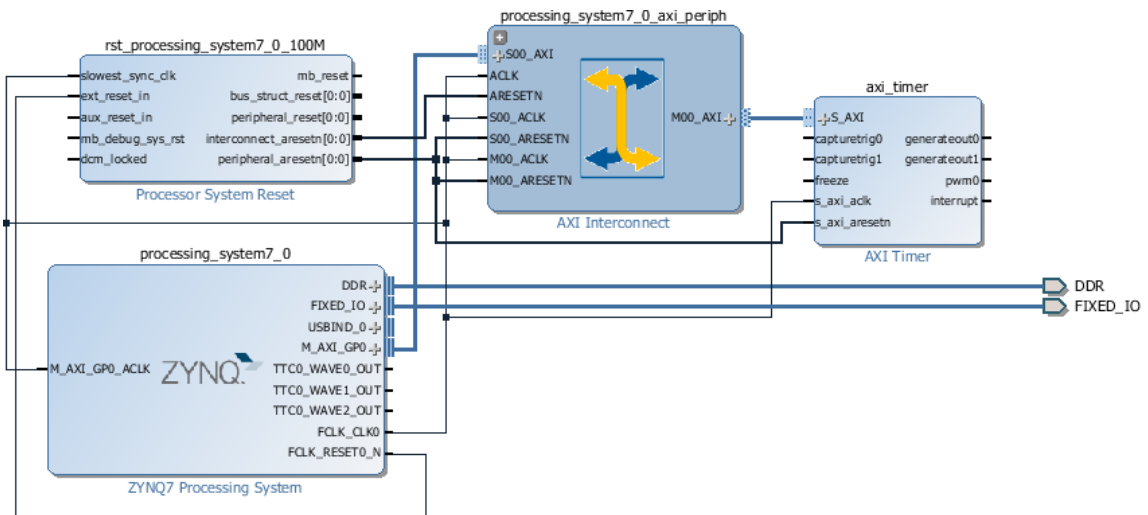 processing_system7_0_axi_periph
rst_processing_system7_0_100M
slowest_sync_clk
mb_reset
ext_reset_in
bus_struct_reset[0:0]
aux_reset_in
peripheral_reset[0:0]
mb_debug_sys_rst
interconnect_aresetn[0:0]
dcm_locked
peripheral_aresetn[0:0]
Processor System Reset
S00_AXI
ACLK
ARESETN
S00_ACLK
M00_AXI
S00_ARESETN
M00_ACLK
M00_ARESETN
AXI Interconnect
axi_timer
S_AXI
capturetrig0
generateout0
capturetrig1
generateout1
freeze
pwm0
s_axi_aclk
interrupt
s_axi_aresetn
AXI Timer
processing_system7_0
DDR
FIXED_IO
USBIND_0
M_AXI_GP0
M_AXI_GP0_ACLK
ZYNQ.
TTC0_WAVE0_OUT
TTC0_WAVE1_OUT
TTC0_WAVE2_OUT
FCLK_CLK0
FCLK_RESET0_N
ZYNQ7 Processing System
DDR
FIXED_IO